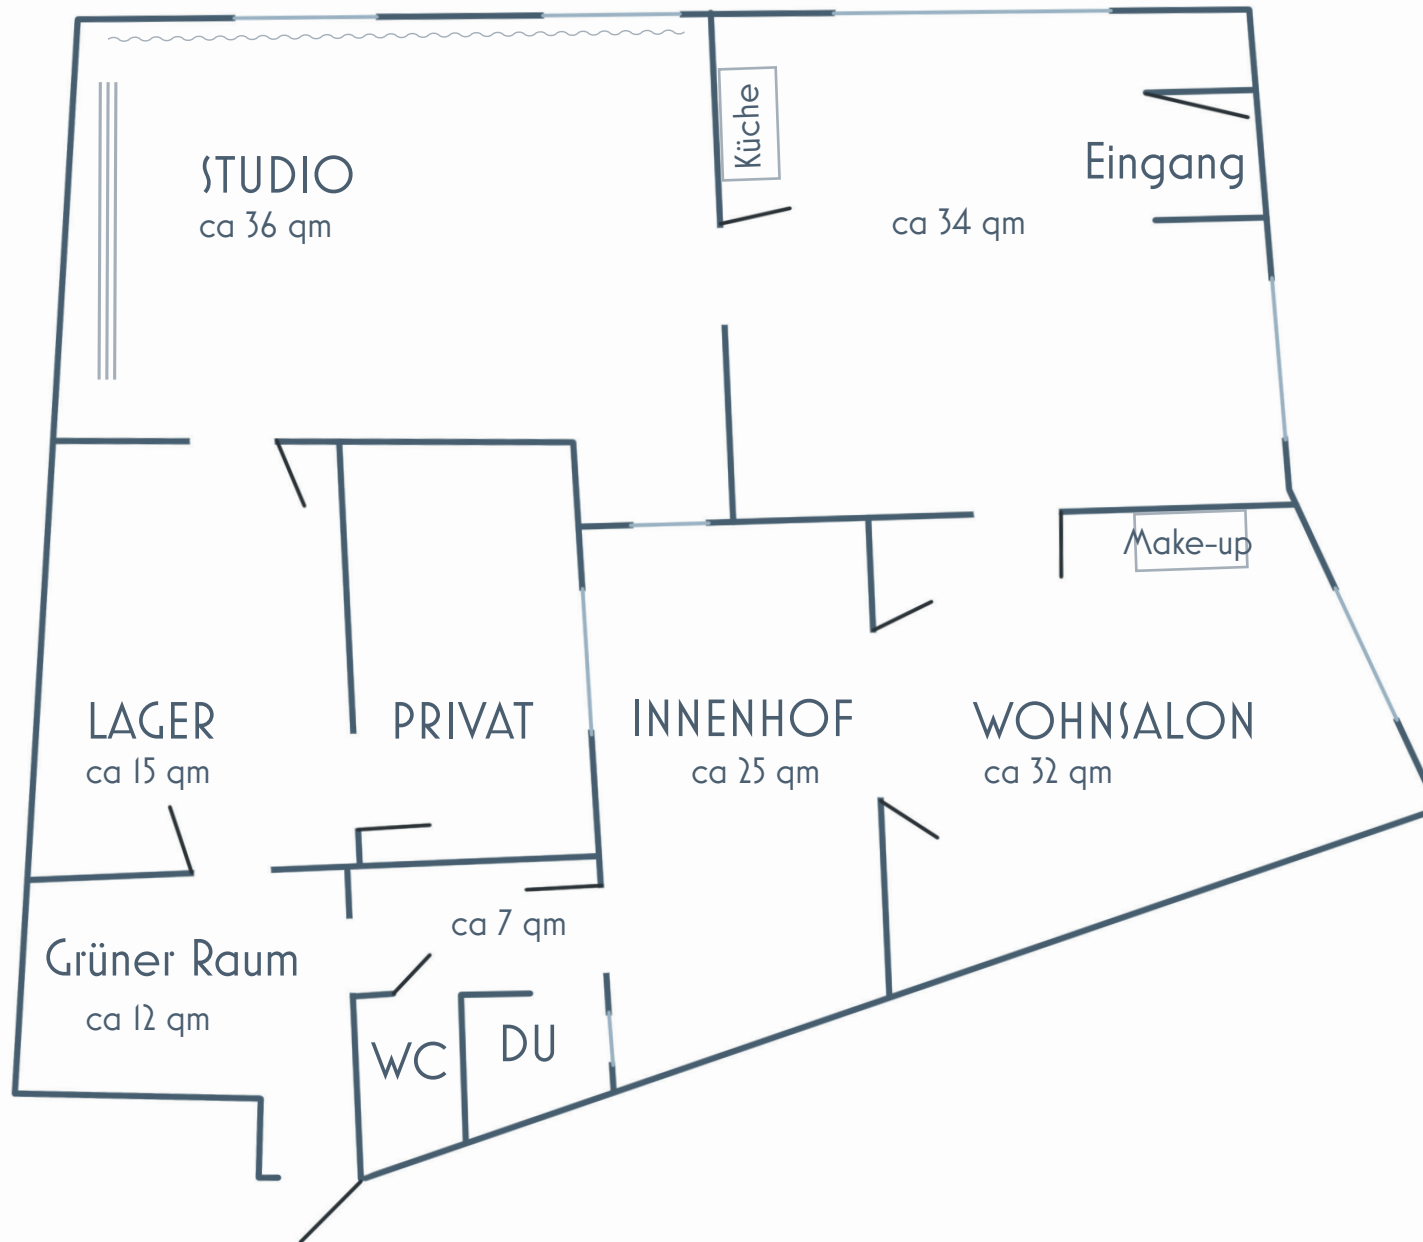 Küche
STUDIO
ca 36 qm
Eingang
ca 34 qm
Make-up
LAGER
ca 15 qm
PRIVAT
INNENHOF
ca 25 qm
WOHNSALON
ca 32 qm
Grüner Raum
ca 12 qm
ca 7 qm
WC
DU